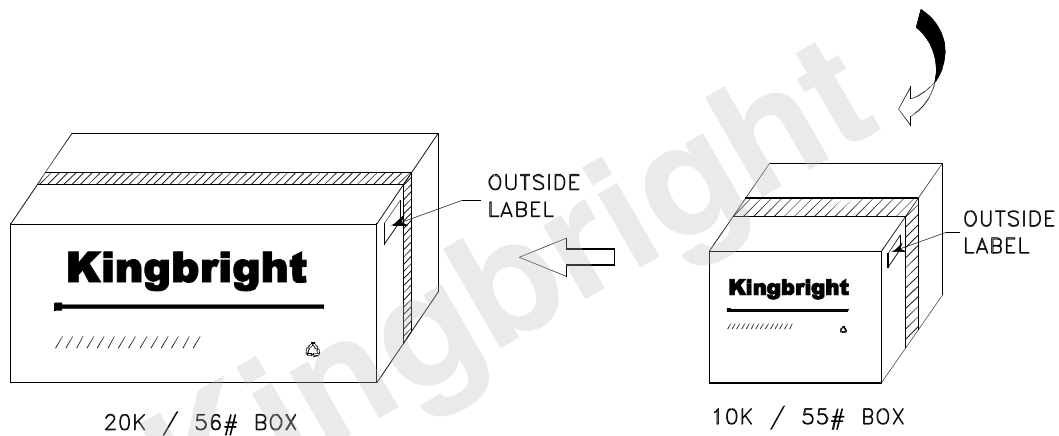 OUTSIDE
LABEL
OUTSIDE
LABEL
Kingbright
Kingbright
20K / 56# BOX
10K / 55# BOX
Kingbright